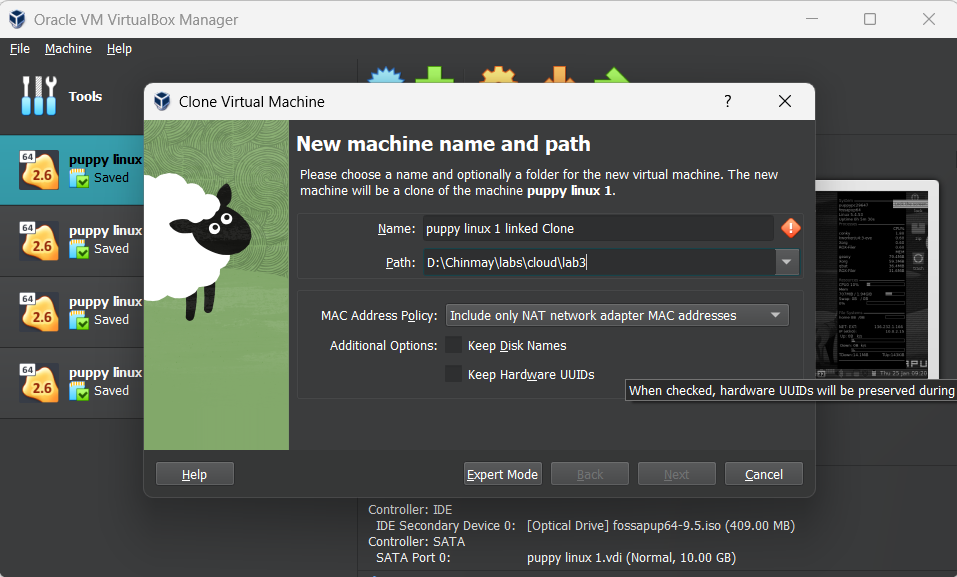 Oracle VM VirtualBox Manager
File Machine Help
Tools
64
2.6
puppy linux
Saved
64
2.6
puppy linux
Saved
64
2.6
puppy linux
Saved
64
2.6
puppy linux
Saved
Clone Virtual Machine
?
New machine name and path
Please choose a name and optionally a folder for the new virtual machine. The new
machine will be a clone of the machine puppy linux 1.
Name: puppy linux 1 linked Clone
Path: D:\Chinmay\labs\cloud\lab3
MAC Address Policy: Include only NAT network adapter MAC addresses
Additional Options: Keep Disk Names
Keep Hardware UUIDs
When checked, hardware UUIDs will be preserved during
Help Expert Mode Back Next Cancel
Controller: IDE
IDE Secondary Device 0: [Optical Drive] fossapup64-9.5.iso (409.00 MB)
Controller: SATA
SATA Port 0: puppy linux 1.vdi (Normal, 10.00 GB)